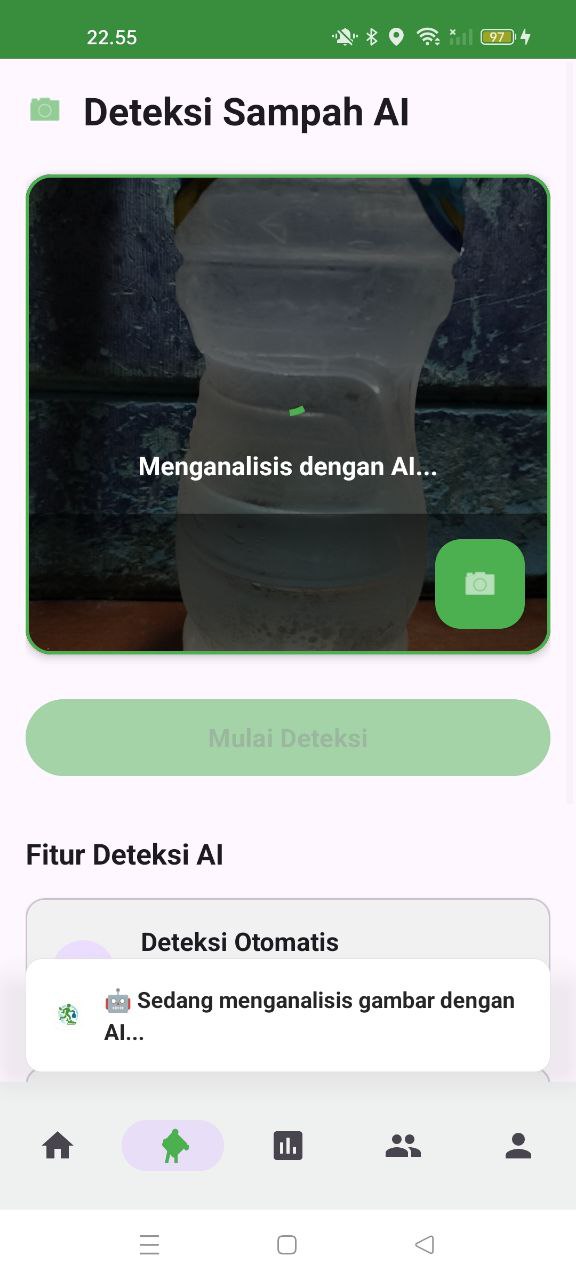 22.55
97
Deteksi Sampah AI
Menganalisis dengan AI...
Mulai Deteksi
Fitur Deteksi AI
Deteksi Otomatis
🤖 Sedang menganalisis gambar dengan
AI...